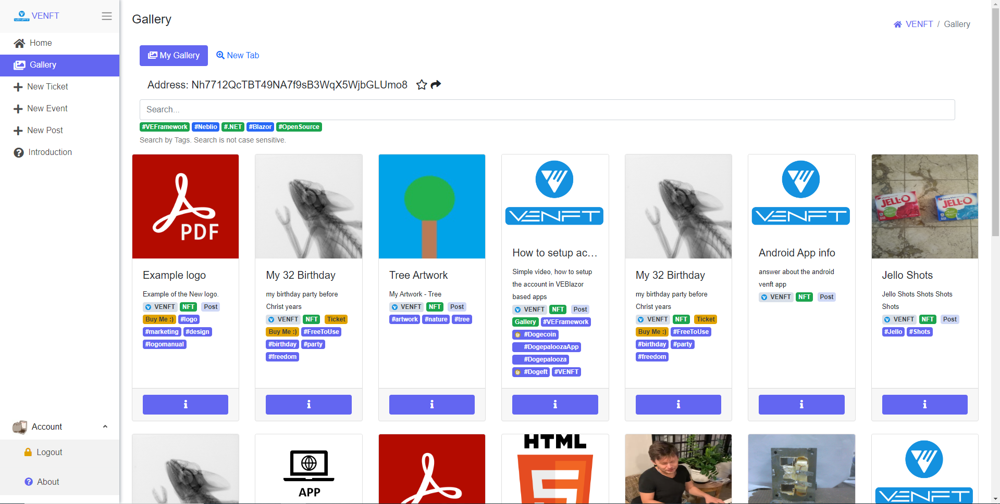 VENFT
Home
Gallery
New Ticket
New Event
New Post
Introduction
Account
Logout
About
Gallery
VENFT / Gallery
My Gallery
New Tab
Address: Nh7712QcTBT49NA7f9sB3WqX5WjbGLUmo8
Search...
#VEFramework #Neblio #.NET #Blazor #OpenSource
Search by Tags. Search is not case sensitive.
PDF
Example logo
Example of the New logo.
VENFT NFT Post
Buy Me :) #logo
#marketing #design
#logomanual
My 32 Birthday
my birthday party before
Christ years
VENFT NFT Ticket
Buy Me :) #FreeToUse
#birthday #party
#freedom
Tree Artwork
My Artwork - Tree
VENFT NFT Post
#artwork #nature #tree
VENFT
How to setup ac...
Simple video, how to setup
the account in VEBlazor
based apps
VENFT NFT Post
Gallery #VEFramework
#Dogecoin
#DogepaloozaApp
#Dogepalooza
#Dogeft #VENFT
My 32 Birthday
my birthday party before
Christ years
VENFT NFT Ticket
Buy Me :) #FreeToUse
#birthday #party
#freedom
VENFT
Android App info
answer about the android
venft app
VENFT NFT Post
JELL-O
JELL-O
Jello Shots
Jello Shots Shots Shots
Shots
VENFT NFT Post
#Jello #Shots
APP
HTML
VENFT